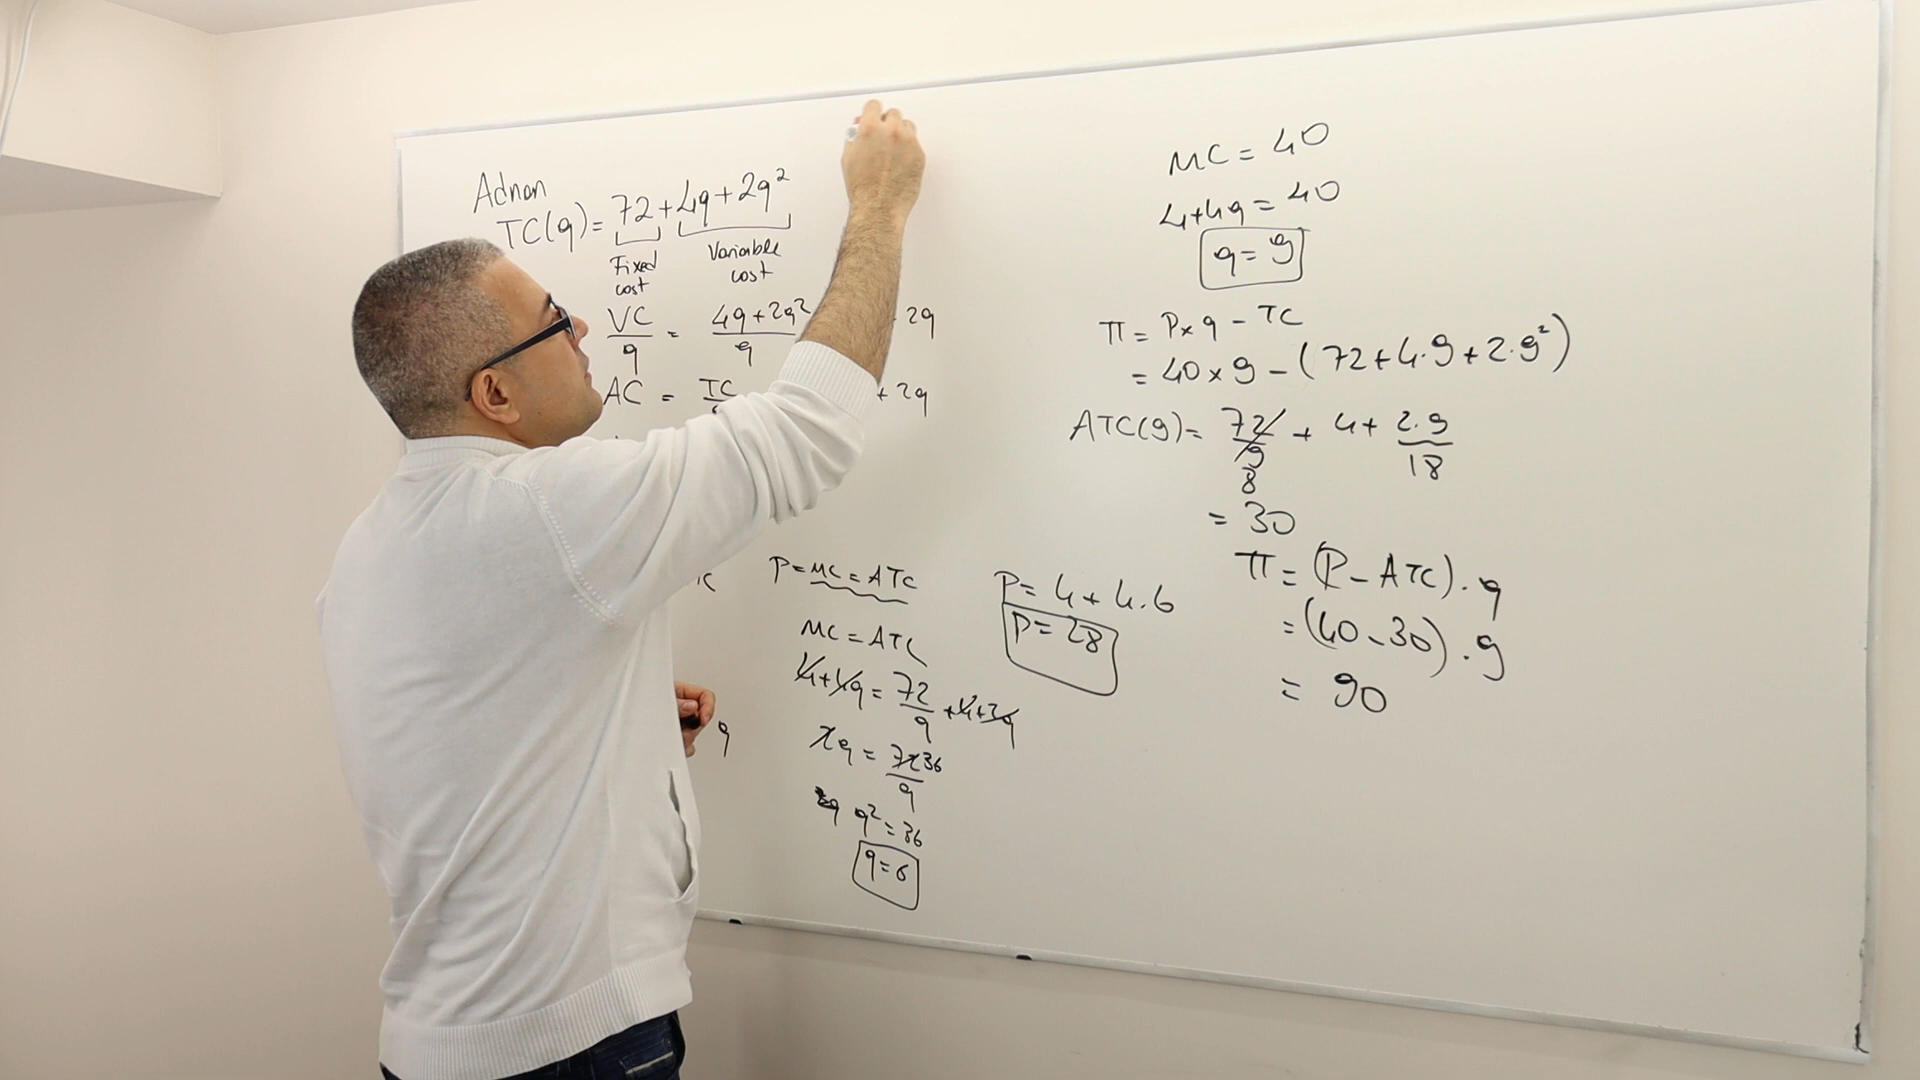 Adnan
TC(q) = 72 + 4q + 2q²
Fixed cost
Variable cost
VC/q = (4q + 2q²)/q 2q
AC = TC + 2q
P = MC = ATC
MC = ATC
4 + 4q = 72/q + 4 + 2q
2q = 72 36/q
q² = 36
q = 6
q
P = 4 + 4.6
P = 28
MC = 40
4 + 4q = 40
q = 9
π = P x q - TC
= 40 x 9 - (72 + 4.9 + 2.9²)
ATC(9) = 72/9 + 4 + 2.9
8 18
= 30
π = (P - ATC) . q
= (40 - 30) . 9
= 90